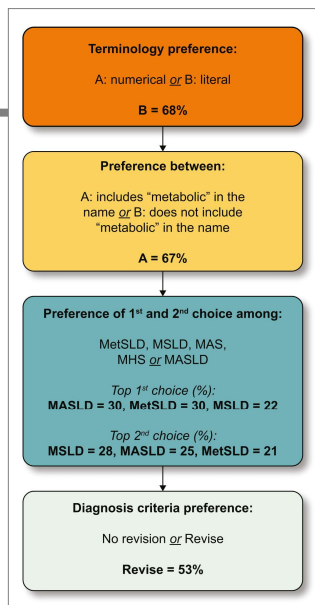 Terminology preference:
A: numerical or B: literal
B = 68%
Preference between:
A: includes “metabolic” in the
name or B: does not include
“metabolic” in the name
A = 67%
Preference of 1st and 2nd choice among:
MetSLD, MSLD, MAS,
MHS or MASLD
Top 1st choice (%):
MASLD = 30, MetSLD = 30, MSLD = 22
Top 2nd choice (%):
MSLD = 28, MASLD = 25, MetSLD = 21
Diagnosis criteria preference:
No revision or Revise
Revise = 53%